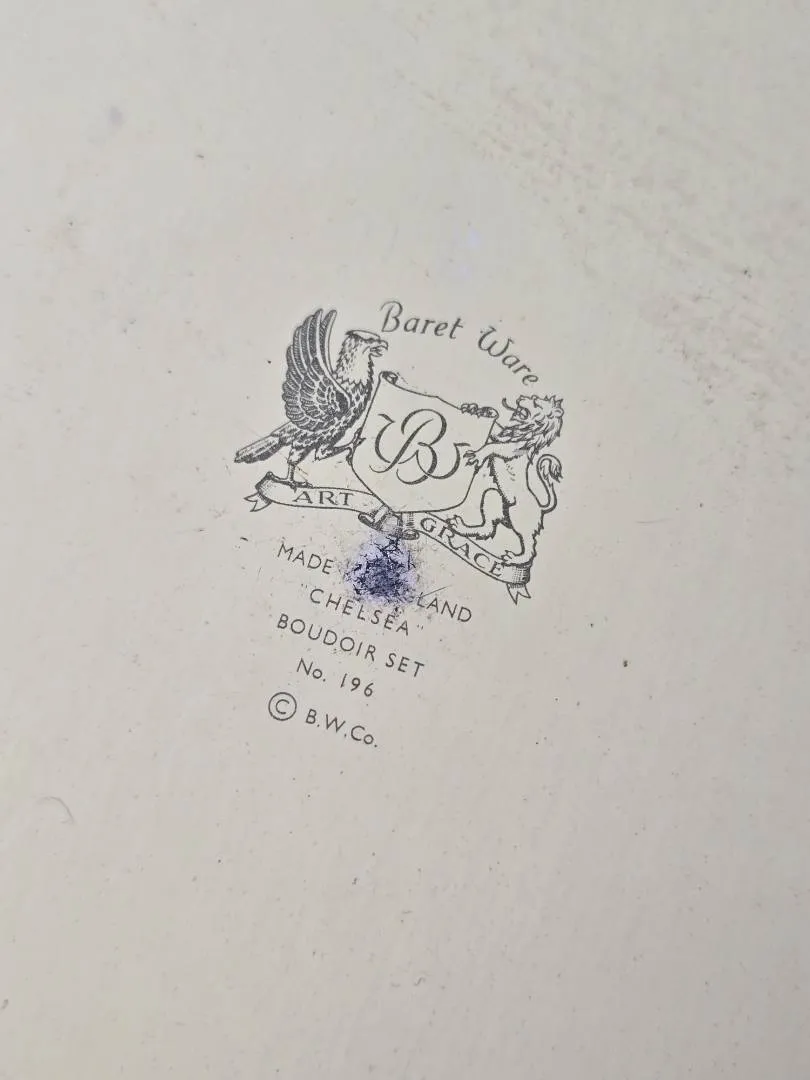 Baret Ware
B
ART GRACE
MADE LAND
"CHELSEA"
BOUDOIR SET
No. 196
© B.W.Co.